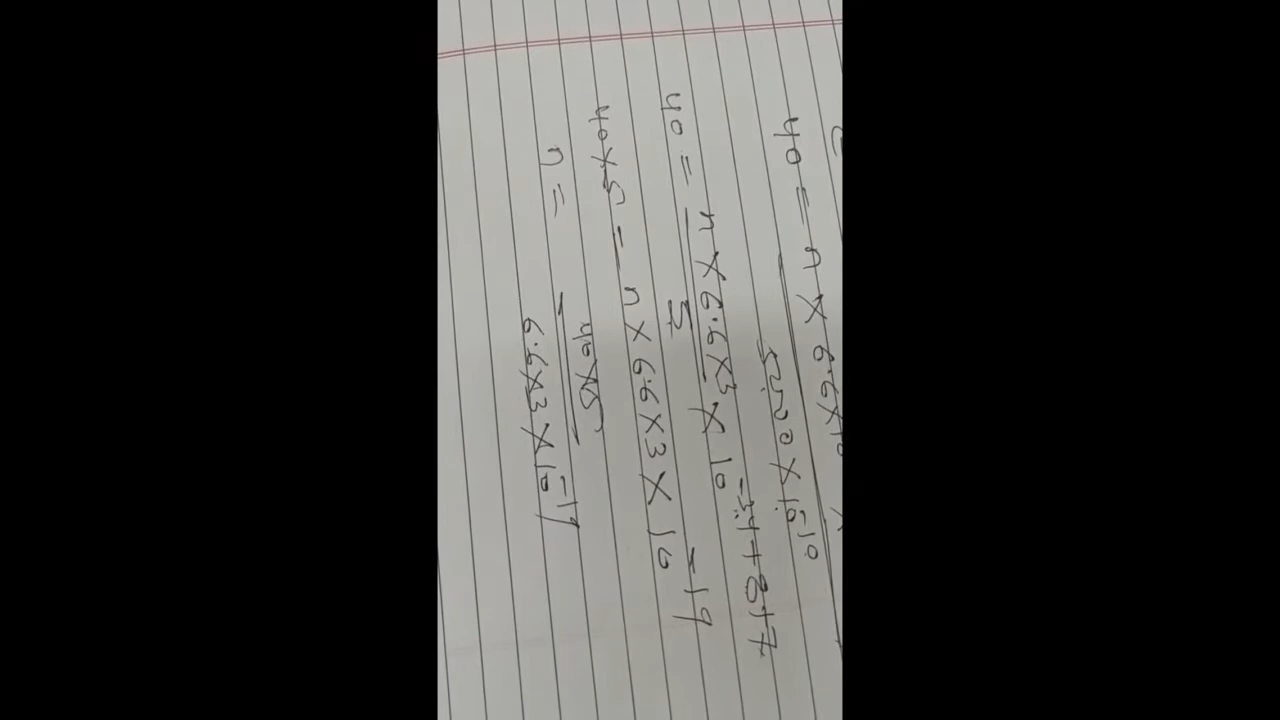 40 = n × 6.6 × 10
5000 × 10^-10
40 = n × 6.6 × 3 × 10^-34+8+7
5
40 × 5 = n × 6.6 × 3 × 10^-19
n = 40 × 5
6.6 × 3 × 10^-19